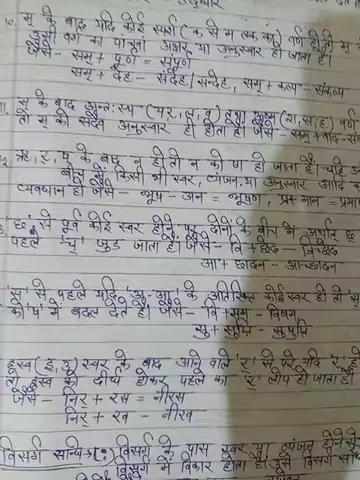 10. म् के बाद यदि कोई स्पर्श (क से म तक का) वर्ण हो तो म्
उसी वर्ग का पांचवा अक्षर या अनुस्वार हो जाता है।
जैसे - सम् + पूर्ण = संपूर्ण
सम् + देह - सन्देह / संदेह, सम् + कल्प - संकल्प
म् के बाद अन्तःस्थ (य, र, ल, व) तथा ऊष्म (श, स, ह) वर्ण
तो म् को सदैव अनुस्वार ही होता है। जैसे - सम् + वाद - सं
ऋ, र्, ष् के बाद न हो तो न को ण हो जाता है। चाहे
बीच में किसी भी स्वर, व्यंजन या अनुस्वार आदि
व्यवधान हो जैसे - भूष् - अन = भूषण, प्र + मान = प्रमा
छ से पूर्व कोई स्वर होने पर दोनों के बीच में अर्थात् छ
पहले 'च्' जुड़ जाता है। जैसे - वि + छेद - विच्छेद
आ + छादन - आच्छादन
'स्' से पहले यदि 'अ, आ' के अतिरिक्त कोई स्वर हो तो
को 'ष' में बदल देते हैं। जैसे - वि + सम - विषम,
सु + सुप्ति - सुषुप्ति
ह्रस्व (इ, उ) स्वर के बाद आने वाले 'र्' से परे यदि 'र'
तो ह्रस्व को दीर्घ होकर पहले का 'र्' लोप हो जाता है।
जैसे - निर् + रस = नीरस
निर् + रव - नीरव
विसर्ग सन्धि (:) विसर्ग के पास स्वर या व्यंजन होने से
विसर्ग में विकार होता है उसे विसर्ग